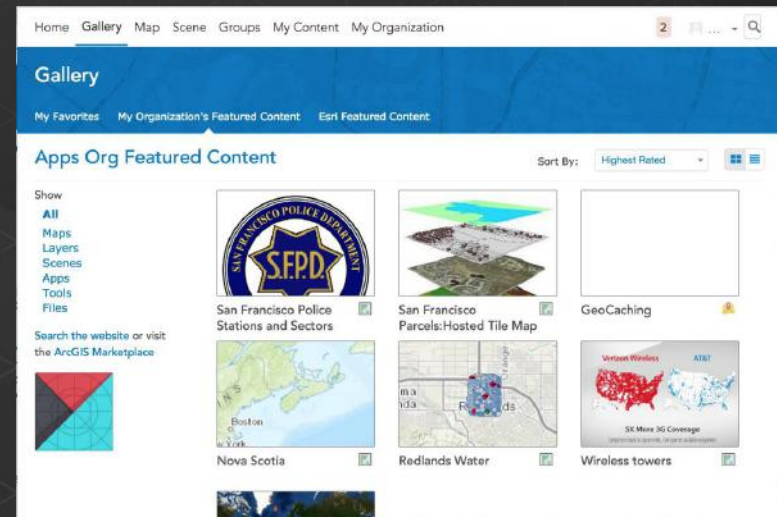 Home Gallery Map Scene Groups My Content My Organization
2
...
Gallery
My Favorites My Organization's Featured Content Esri Featured Content
Apps Org Featured Content
Sort By: Highest Rated
Show
All
Maps
Layers
Scenes
Apps
Tools
Files
Search the website or visit
the ArcGIS Marketplace
SAN FRANCISCO POLICE DEPARTMENT
S.F.P.D.
San Francisco Police
Stations and Sectors
San Francisco
Parcels:Hosted Tile Map
GeoCaching
Boston
Nova Scotia
Orange
Redlands Water
Verizon Wireless AT&T
5X More 3G Coverage
Wireless towers